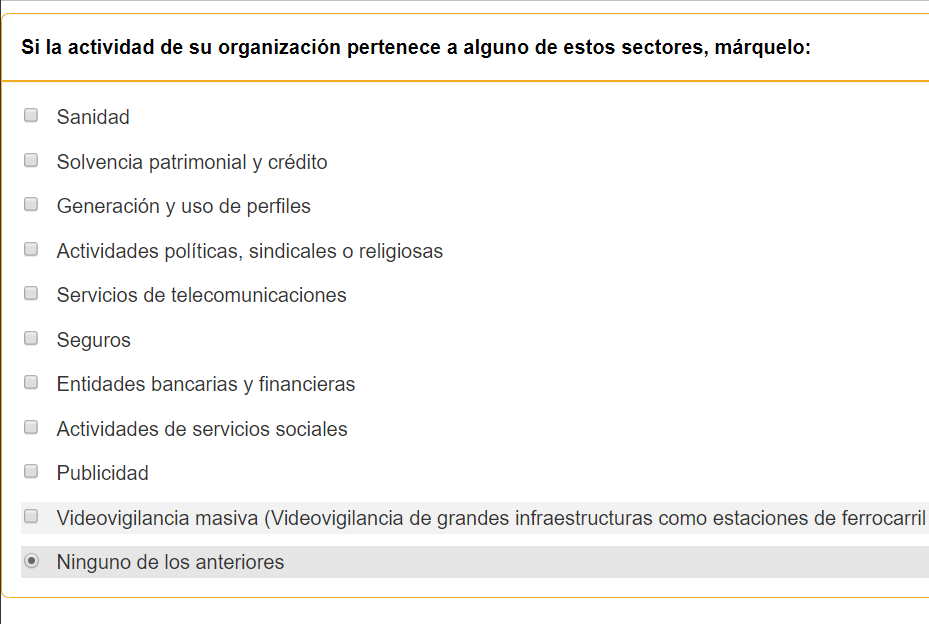 Si la actividad de su organización pertenece a alguno de estos sectores, márquelo:
Sanidad
Solvencia patrimonial y crédito
Generación y uso de perfiles
Actividades políticas, sindicales o religiosas
Servicios de telecomunicaciones
Seguros
Entidades bancarias y financieras
Actividades de servicios sociales
Publicidad
Videovigilancia masiva (Videovigilancia de grandes infraestructuras como estaciones de ferrocarril
Ninguno de los anteriores